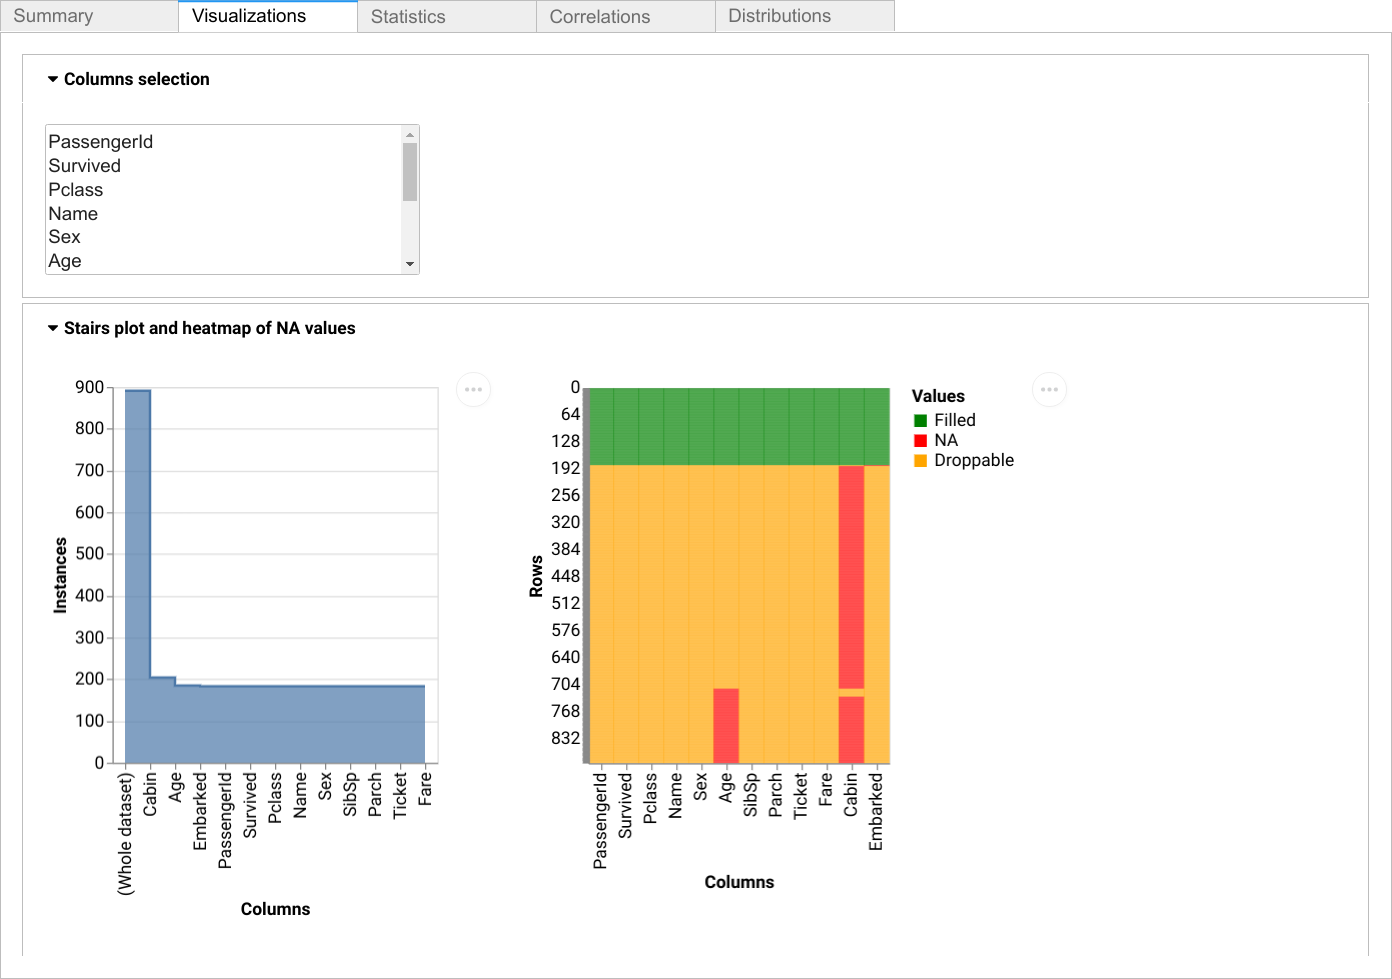 Summary
Visualizations
Statistics
Correlations
Distributions
Columns selection
PassengerId
Survived
Pclass
Name
Sex
Age
Stairs plot and heatmap of NA values
900
800
700
600
500
400
300
200
100
0
Instances
(Whole dataset)
Cabin
Age
Embarked
PassengerId
Survived
Pclass
Name
Sex
SibSp
Parch
Ticket
Fare
Columns
0
64
128
192
256
320
384
448
512
576
640
704
768
832
Rows
PassengerId
Survived
Pclass
Name
Sex
Age
SibSp
Parch
Ticket
Fare
Cabin
Embarked
Columns
Values
Filled
NA
Droppable